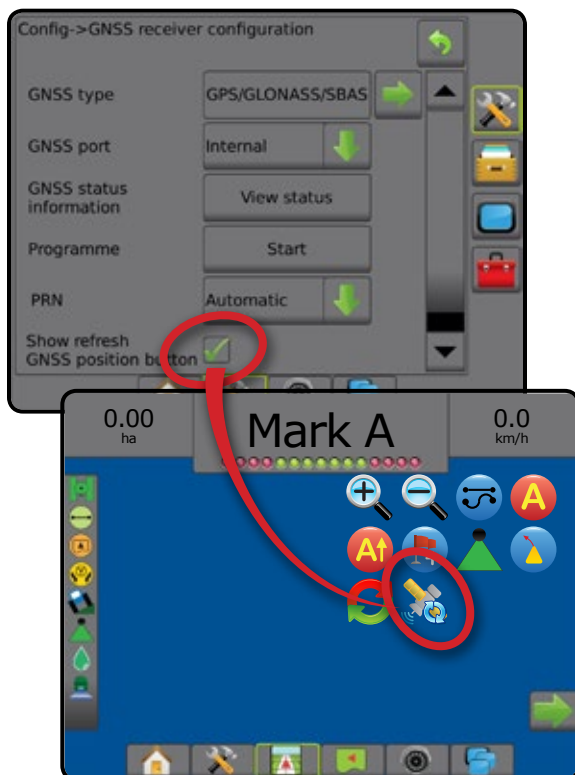 Config->GNSS receiver configuration
GNSS type GPS/GLONASS/SBAS
GNSS port Internal
GNSS status
information View status
Programme Start
PRN Automatic
Show refresh
GNSS position button
0.00
ha
Mark A
0.0
km/h
A
A